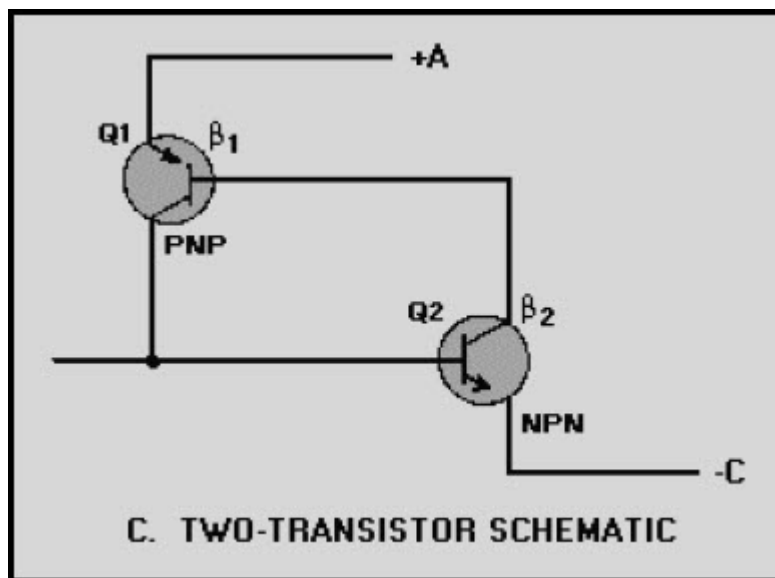 +A
Q1 β1
PNP
Q2 β2
NPN
-C
C. TWO-TRANSISTOR SCHEMATIC